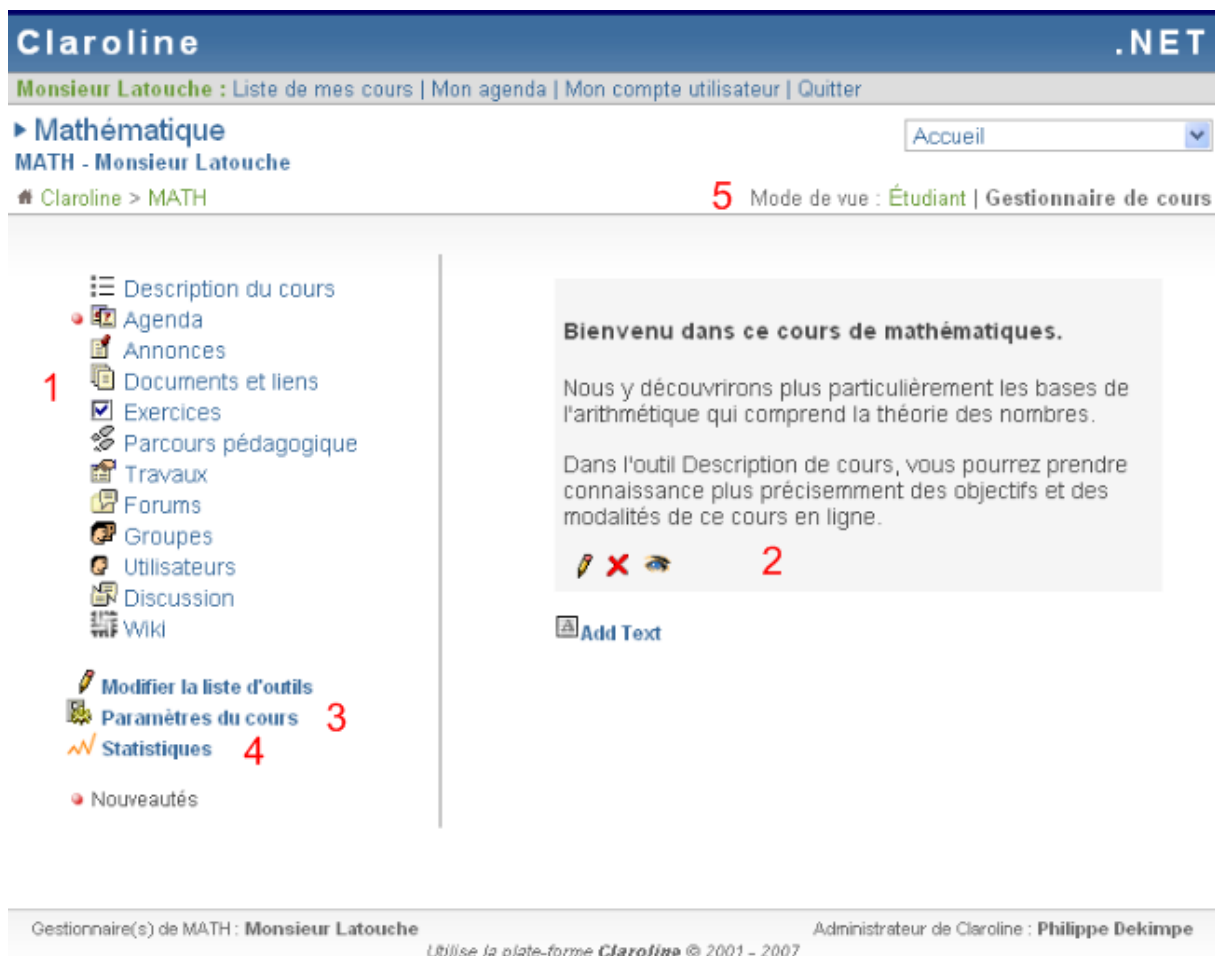 Claroline .NET
Monsieur Latouche : Liste de mes cours | Mon agenda | Mon compte utilisateur | Quitter
Mathématique
Accueil
MATH - Monsieur Latouche
Claroline > MATH
5 Mode de vue : Étudiant | Gestionnaire de cours
Description du cours
Agenda
Annonces
1
Documents et liens
Exercices
Parcours pédagogique
Travaux
Forums
Groupes
Utilisateurs
Discussion
Wiki
Modifier la liste d'outils
Paramètres du cours 3
Statistiques 4
Nouveautés
Bienvenu dans ce cours de mathématiques.
Nous y découvrirons plus particulièrement les bases de
l'arithmétique qui comprend la théorie des nombres.
Dans l'outil Description de cours, vous pourrez prendre
connaissance plus précisemment des objectifs et des
modalités de ce cours en ligne.
2
Add Text
Gestionnaire(s) de MATH : Monsieur Latouche
Administrateur de Claroline : Philippe Dekimpe
Utilise la plate-forme Claroline © 2001 - 2007